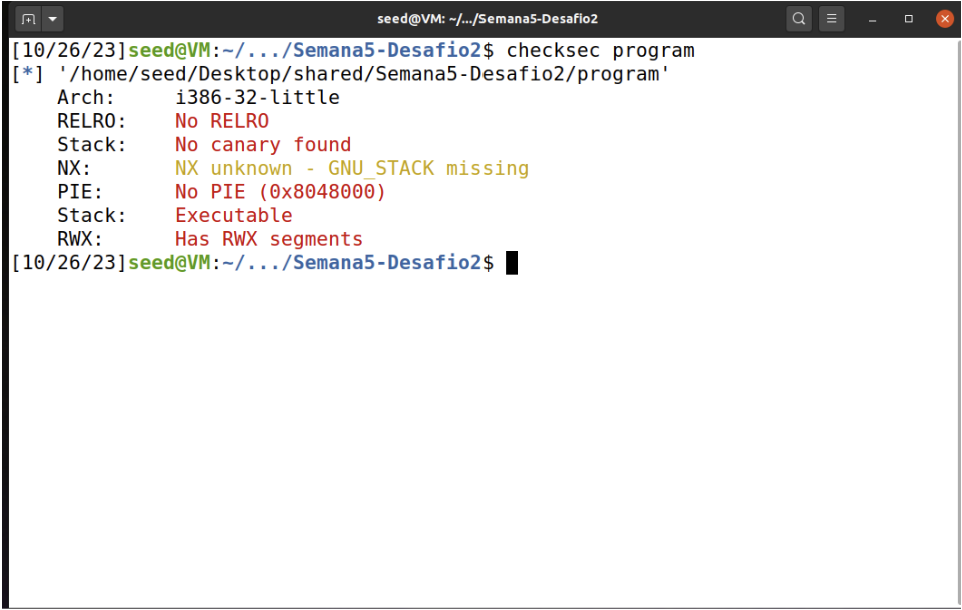 seed@VM: ~/.../Semana5-Desafio2
[10/26/23]seed@VM:~/.../Semana5-Desafio2$ checksec program
[*] '/home/seed/Desktop/shared/Semana5-Desafio2/program'
    Arch:     i386-32-little
    RELRO:    No RELRO
    Stack:    No canary found
    NX:       NX unknown - GNU_STACK missing
    PIE:      No PIE (0x8048000)
    Stack:    Executable
    RWX:      Has RWX segments
[10/26/23]seed@VM:~/.../Semana5-Desafio2$